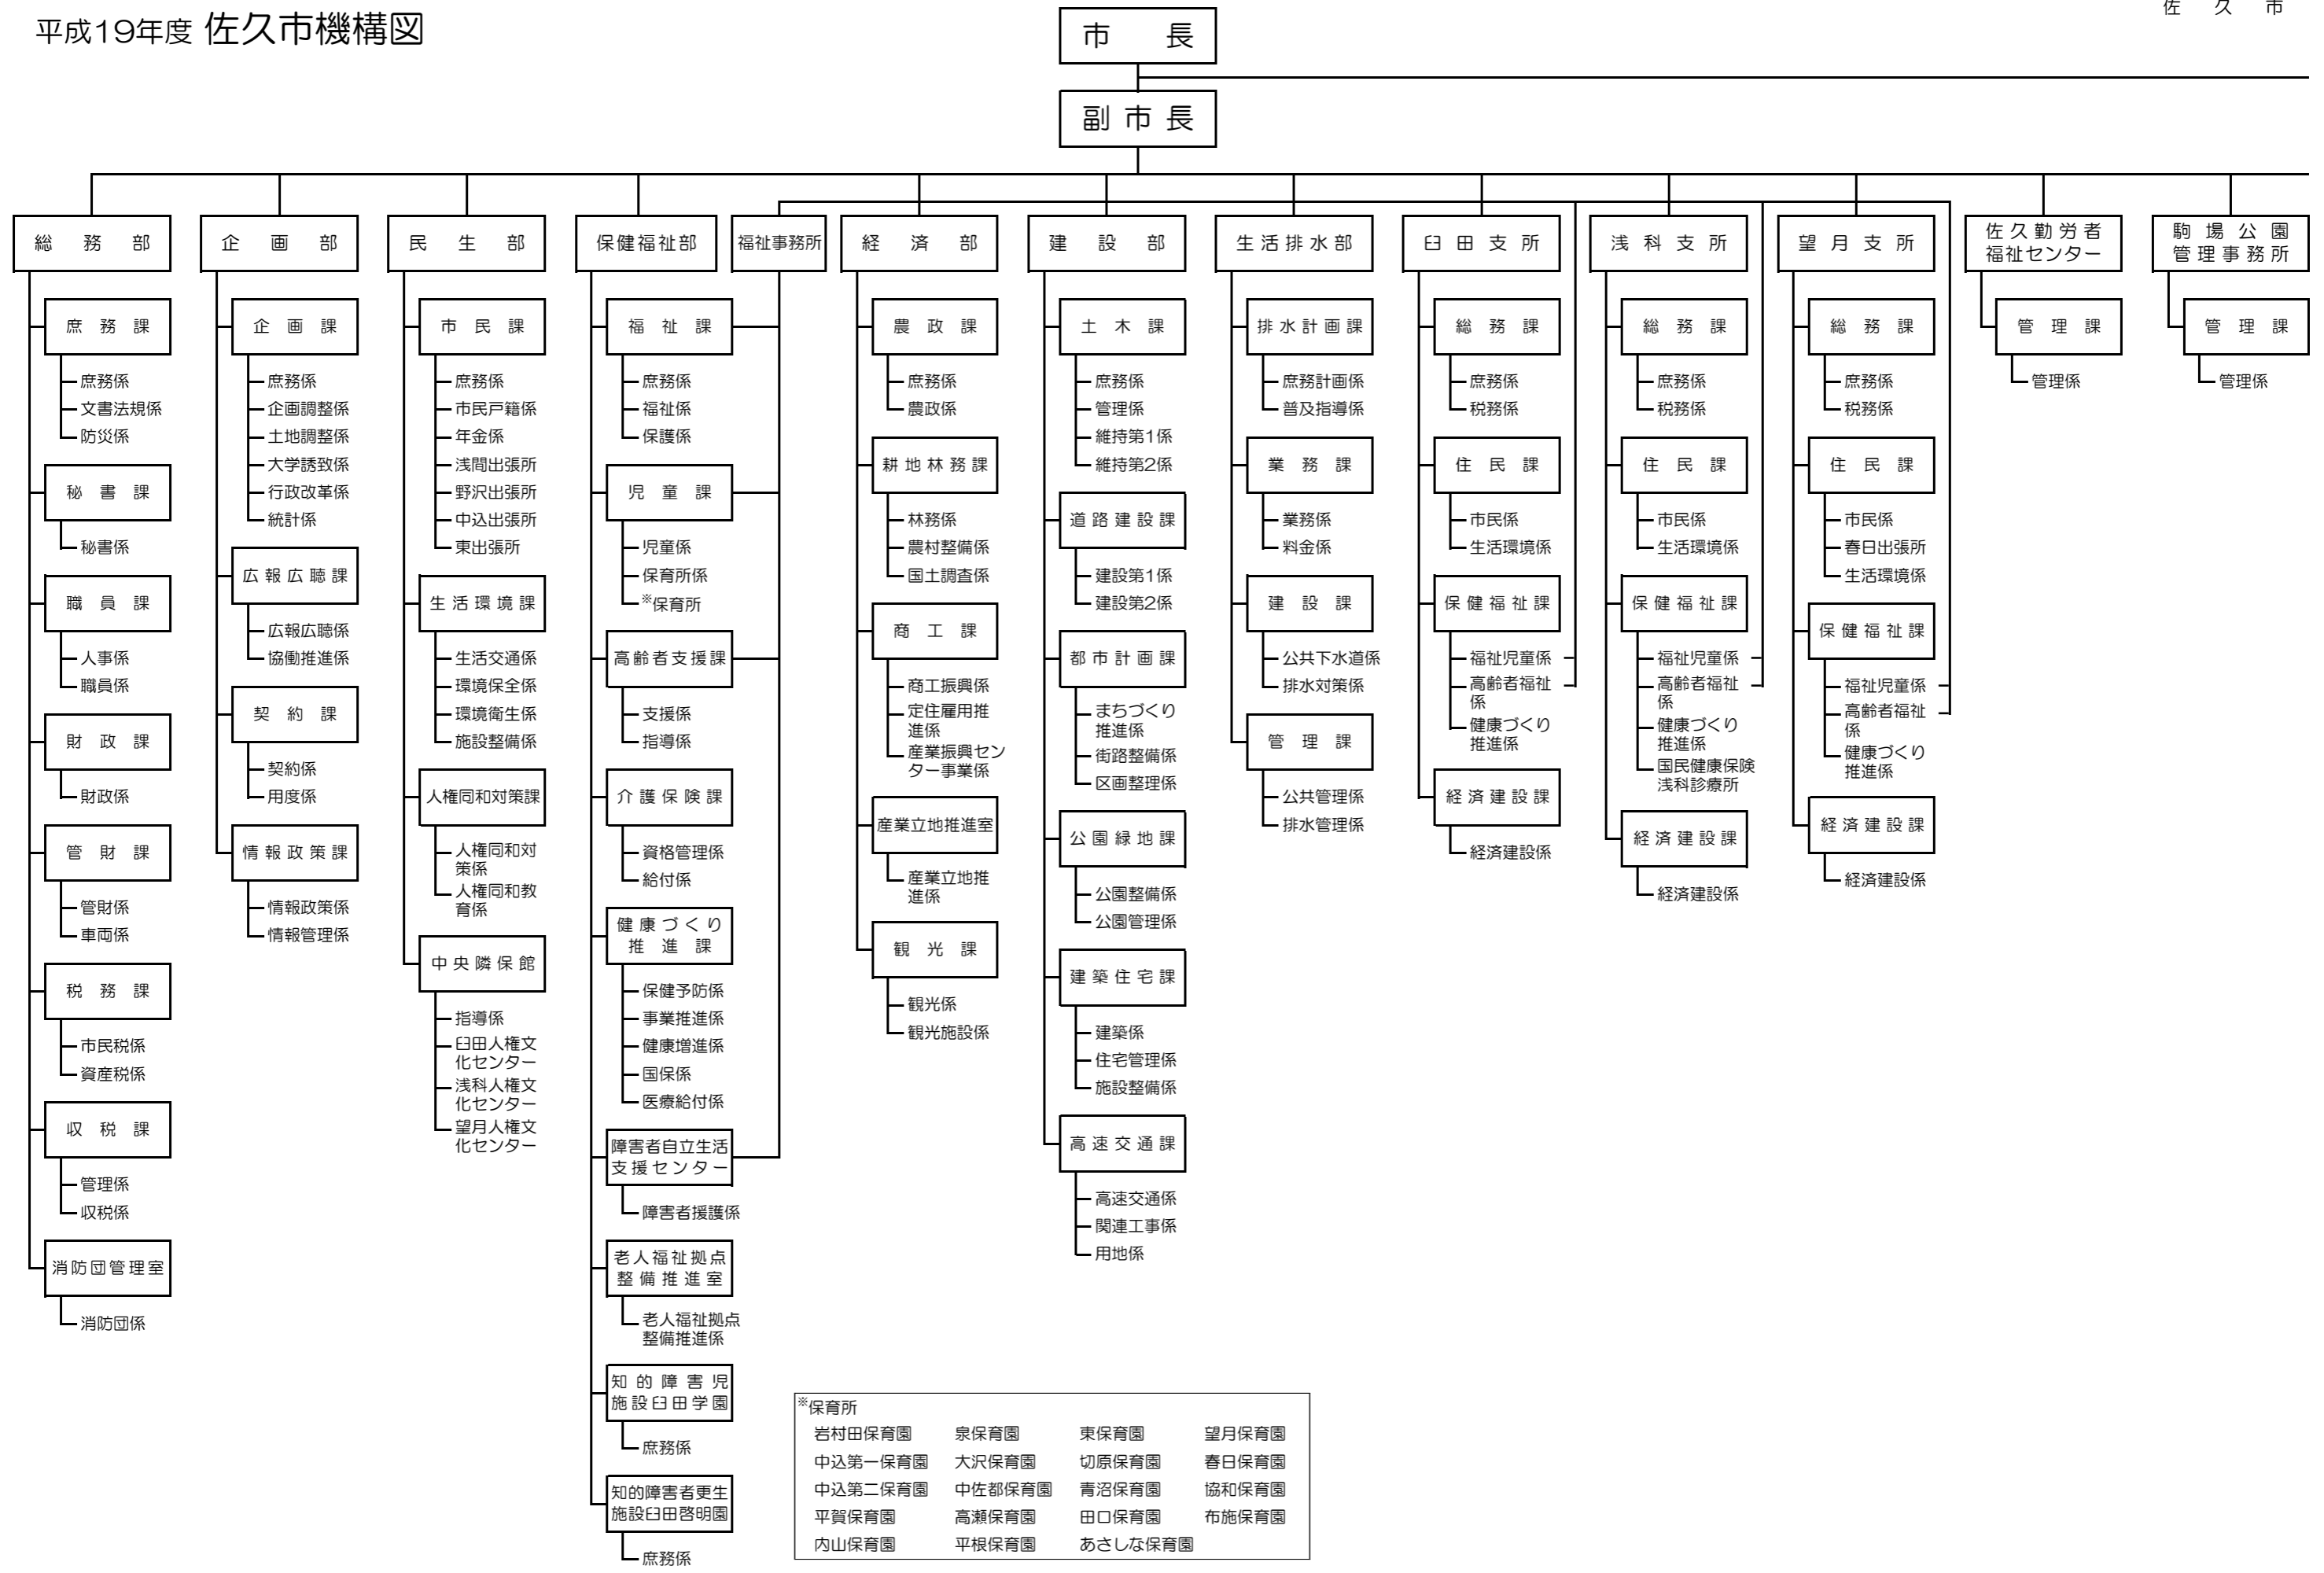 平成19年度 佐久市機構図
佐久市
市長
副市長
総務部
庶務課
庶務係
文書法規係
防災係
秘書課
秘書係
職員課
人事係
職員係
財政課
財政係
管財課
管財係
車両係
税務課
市民税係
資産税係
収税課
管理係
収税係
消防団管理室
消防団係
企画部
企画課
庶務係
企画調整係
土地調整係
大学誘致係
行政改革係
統計係
広報広聴課
広報広聴係
協働推進係
契約課
契約係
用度係
情報政策課
情報政策係
情報管理係
民生部
市民課
庶務係
市民戸籍係
年金係
浅間出張所
野沢出張所
中込出張所
東出張所
生活環境課
生活交通係
環境保全係
環境衛生係
施設整備係
人権同和対策課
人権同和対
策係
人権同和教
育係
中央隣保館
指導係
臼田人権文
化センター
浅科人権文
化センター
望月人権文
化センター
保健福祉部
福祉課
庶務係
福祉係
保護係
児童課
児童係
保育所係
※保育所
高齢者支援課
支援係
指導係
介護保険課
資格管理係
給付係
健康づくり
推進課
保健予防係
事業推進係
健康増進係
国保係
医療給付係
障害者自立生活
支援センター
障害者援護係
老人福祉拠点
整備推進室
老人福祉拠点
整備推進係
知的障害児
施設臼田学園
庶務係
知的障害者更生
施設臼田啓明園
庶務係
福祉事務所
経済部
農政課
庶務係
農政係
耕地林務課
林務係
農村整備係
国土調査係
商工課
商工振興係
定住雇用推
進係
産業振興セン
ター事業係
産業立地推進室
産業立地推
進係
観光課
観光係
観光施設係
建設部
土木課
庶務係
管理係
維持第1係
維持第2係
道路建設課
建設第1係
建設第2係
都市計画課
まちづくり
推進係
街路整備係
区画整理係
公園緑地課
公園整備係
公園管理係
建築住宅課
建築係
住宅管理係
施設整備係
高速交通課
高速交通係
関連工事係
用地係
生活排水部
排水計画課
庶務計画係
普及指導係
業務課
業務係
料金係
建設課
公共下水道係
排水対策係
管理課
公共管理係
排水管理係
臼田支所
総務課
庶務係
税務係
住民課
市民係
生活環境係
保健福祉課
福祉児童係
高齢者福祉
係
健康づくり
推進係
経済建設課
経済建設係
浅科支所
総務課
庶務係
税務係
住民課
市民係
生活環境係
保健福祉課
福祉児童係
高齢者福祉
係
健康づくり
推進係
国民健康保険
浅科診療所
経済建設課
経済建設係
望月支所
総務課
庶務係
税務係
住民課
市民係
春日出張所
生活環境係
保健福祉課
福祉児童係
高齢者福祉
係
健康づくり
推進係
経済建設課
経済建設係
佐久勤労者
福祉センター
管理課
管理係
駒場公園
管理事務所
管理課
管理係
※保育所
岩村田保育園 泉保育園 東保育園 望月保育園
中込第一保育園 大沢保育園 切原保育園 春日保育園
中込第二保育園 中佐都保育園 青沼保育園 協和保育園
平賀保育園 高瀬保育園 田口保育園 布施保育園
内山保育園 平根保育園 あさしな保育園